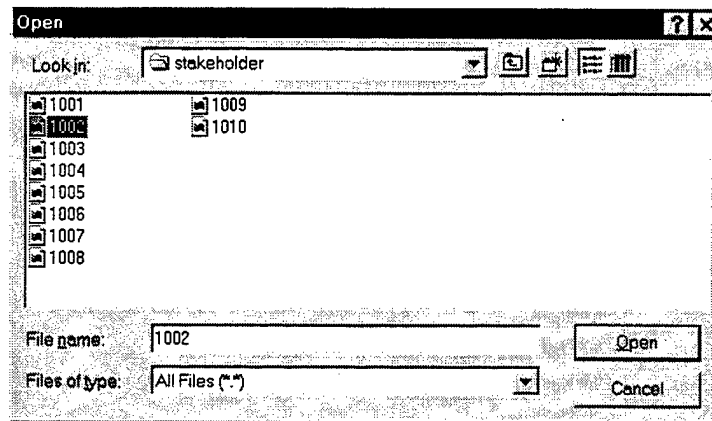 Open
Look in: stakeholder
1001 1009
1002 1010
1003
1004
1005
1006
1007
1008
File name: 1002 Open
Files of type: All Files (*.*) Cancel